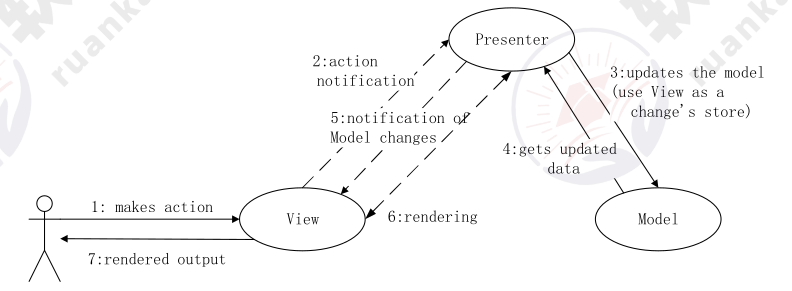 Presenter
2:action
notification
3:updates the model
(use View as a
change's store)
5:notification of
Model changes
4:gets updated
data
1: makes action
View
6:rendering
Model
7:rendered output
ruanka